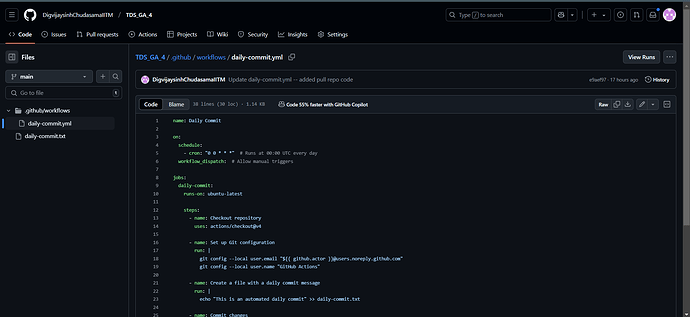 DigvijaysinhChudasamaIITM / TDS_GA_4
Type / to search
Code Issues Pull requests Actions Projects Wiki Security Insights Settings
Files
TDS_GA_4 / .github / workflows / daily-commit.yml
View Runs
main
DigvijaysinhChudasamaIITM Update daily-commit.yml -- added pull repo code
17 hours ago History
Go to file
.github/workflows
daily-commit.yml
daily-commit.txt
Code Blame 38 lines (30 loc) · 1.14 KB Code 55% faster with GitHub Copilot Raw
1 name: Daily Commit
2
3 on:
4 schedule:
5 - cron: "0 0 * * *" # Runs at 00:00 UTC every day
6 workflow_dispatch: # Allow manual triggers
7
8 jobs:
9 daily-commit:
10 runs-on: ubuntu-latest
11
12 steps:
13 - name: Checkout repository
14 uses: actions/checkout@v4
15
16 - name: Set up Git configuration
17 run: |
18 git config --local user.email "${{ github.actor }}@users.noreply.github.com"
19 git config --local user.name "GitHub Actions"
20
21 - name: Create a file with a daily commit message
22 run: |
23 echo "This is an automated daily commit" >> daily-commit.txt
24
25 - name: Commit changes